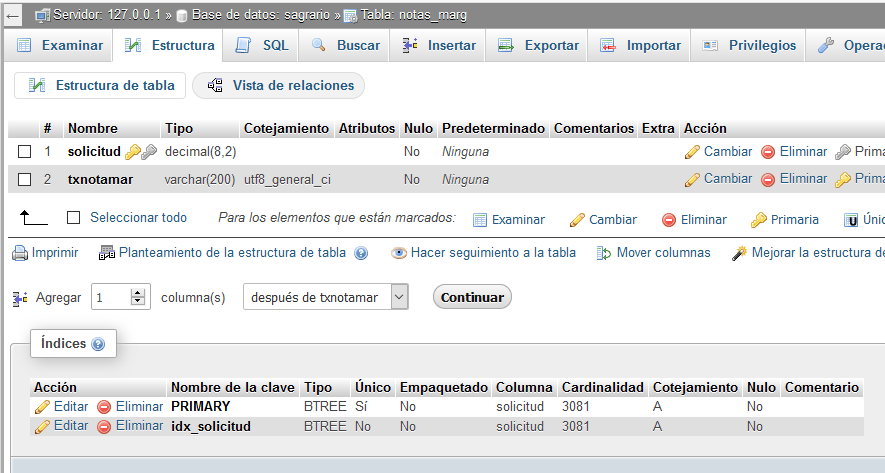 Servidor: 127.0.0.1 » Base de datos: sagrario » Tabla: notas_marg
Examinar Estructura SQL Buscar Insertar Exportar Importar Privilegios
Estructura de tabla Vista de relaciones
# Nombre Tipo Cotejamiento Atributos Nulo Predeterminado Comentarios Extra Acción
1 solicitud decimal(8,2) No Ninguna Cambiar Eliminar
2 txnotamar varchar(200) utf8_general_ci No Ninguna Cambiar Eliminar
Seleccionar todo Para los elementos que están marcados: Examinar Cambiar Eliminar Primaria
Imprimir Planteamiento de la estructura de tabla Hacer seguimiento a la tabla Mover columnas Mejorar la estructura de
Agregar 1 columna(s) después de txnotamar Continuar
Índices
Acción Nombre de la clave Tipo Único Empaquetado Columna Cardinalidad Cotejamiento Nulo Comentario
Editar Eliminar PRIMARY BTREE Sí No solicitud 3081 A No
Editar Eliminar idx_solicitud BTREE No No solicitud 3081 A No